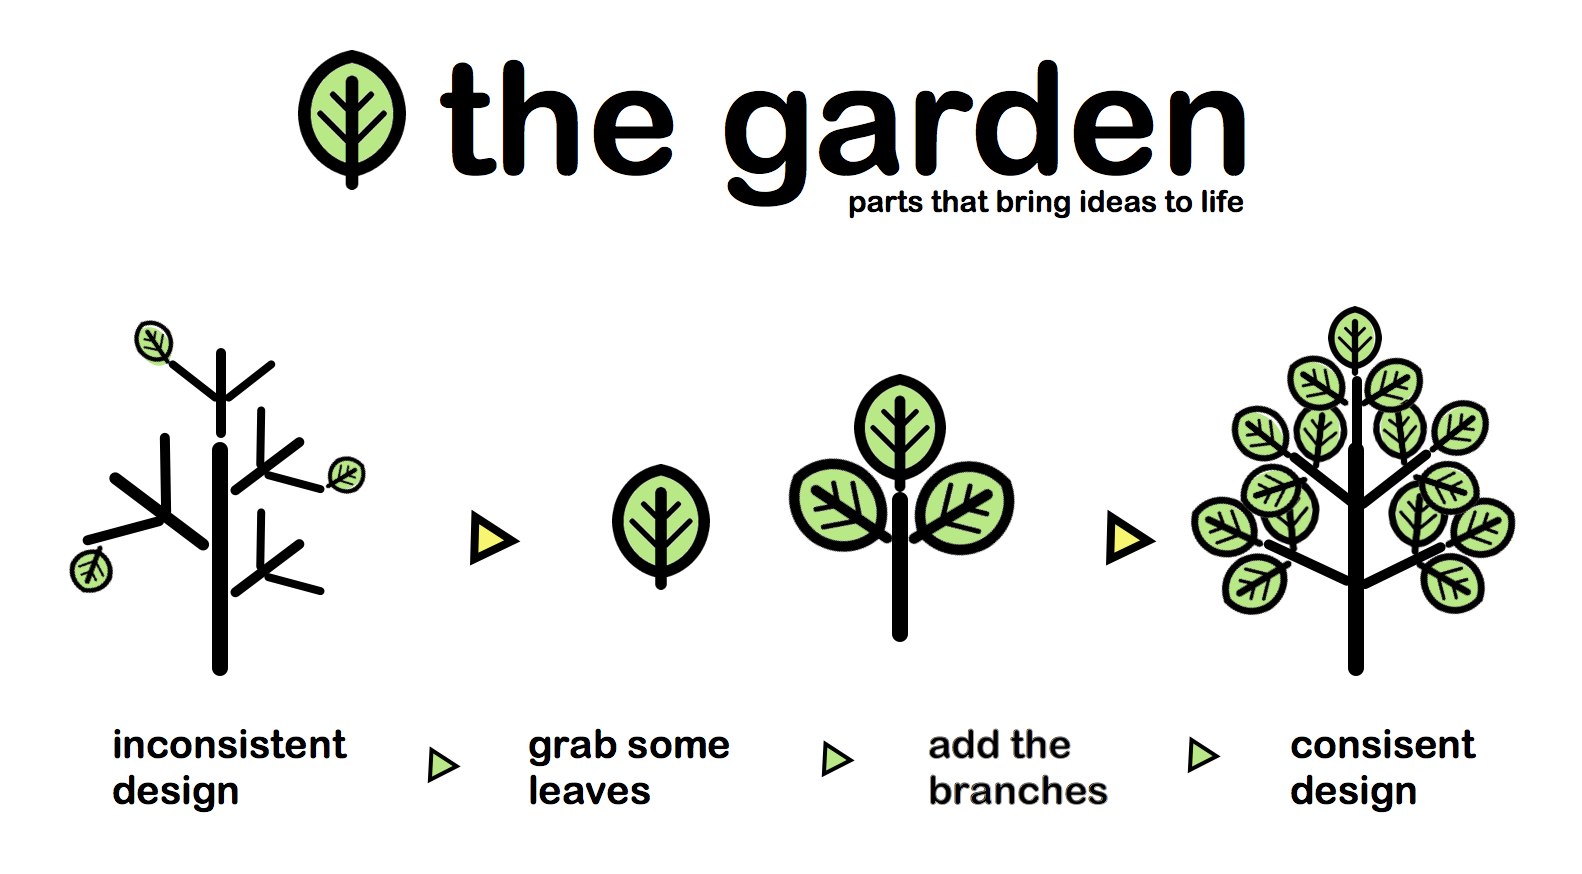 the garden
parts that bring ideas to life
inconsistent
design
grab some
leaves
add the
branches
consisent
design